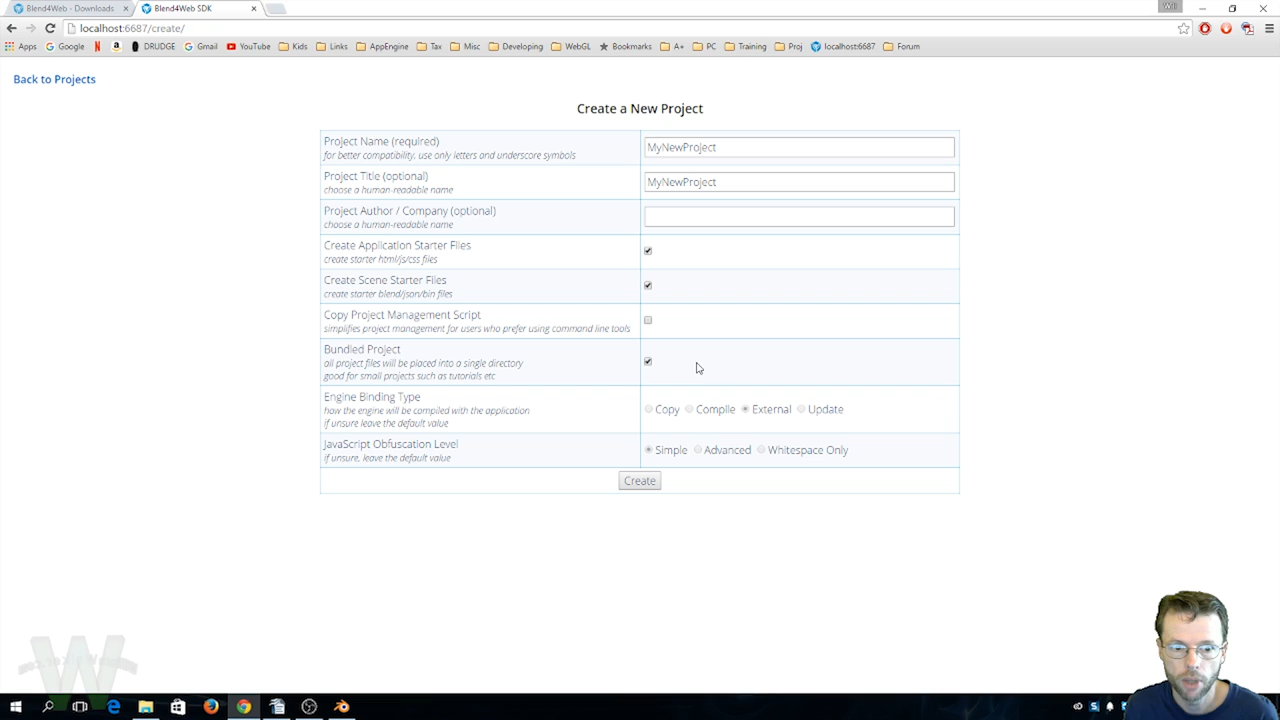 Blend4Web - Downloads
Blend4Web SDK
Will
localhost:6687/create/
Apps Google DRUDGE Gmail YouTube Kids Links AppEngine Tax Misc Developing WebGL Bookmarks A+ PC Training Proj localhost:6687 Forum
Back to Projects
Create a New Project
Project Name (required)
for better compatibility, use only letters and underscore symbols
MyNewProject
Project Title (optional)
choose a human-readable name
MyNewProject
Project Author / Company (optional)
choose a human-readable name
Create Application Starter Files
create starter html/js/css files
Create Scene Starter Files
create starter blend/json/bin files
Copy Project Management Script
simplifies project management for users who prefer using command line tools
Bundled Project
all project files will be placed into a single directory
good for small projects such as tutorials etc
Engine Binding Type
how the engine will be compiled with the application
if unsure leave the default value
Copy Compile External Update
JavaScript Obfuscation Level
if unsure, leave the default value
Simple Advanced Whitespace Only
Create
W